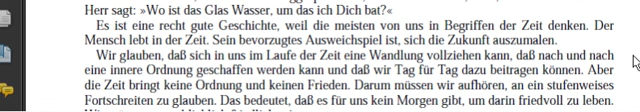 Herr sagt: »Wo ist das Glas Wasser, um das ich Dich bat?«
Es ist eine recht gute Geschichte, weil die meisten von uns in Begriffen der Zeit denken. Der
Mensch lebt in der Zeit. Sein bevorzugtes Ausweichspiel ist, sich die Zukunft auszumalen.
Wir glauben, daß sich in uns im Laufe der Zeit eine Wandlung vollziehen kann, daß nach und nach
eine innere Ordnung geschaffen werden kann und daß wir Tag für Tag dazu beitragen können. Aber
die Zeit bringt keine Ordnung und keinen Frieden. Darum müssen wir aufhören, an ein stufenweises
Fortschreiten zu glauben. Das bedeutet, daß es für uns kein Morgen gibt, um darin friedvoll zu leben.